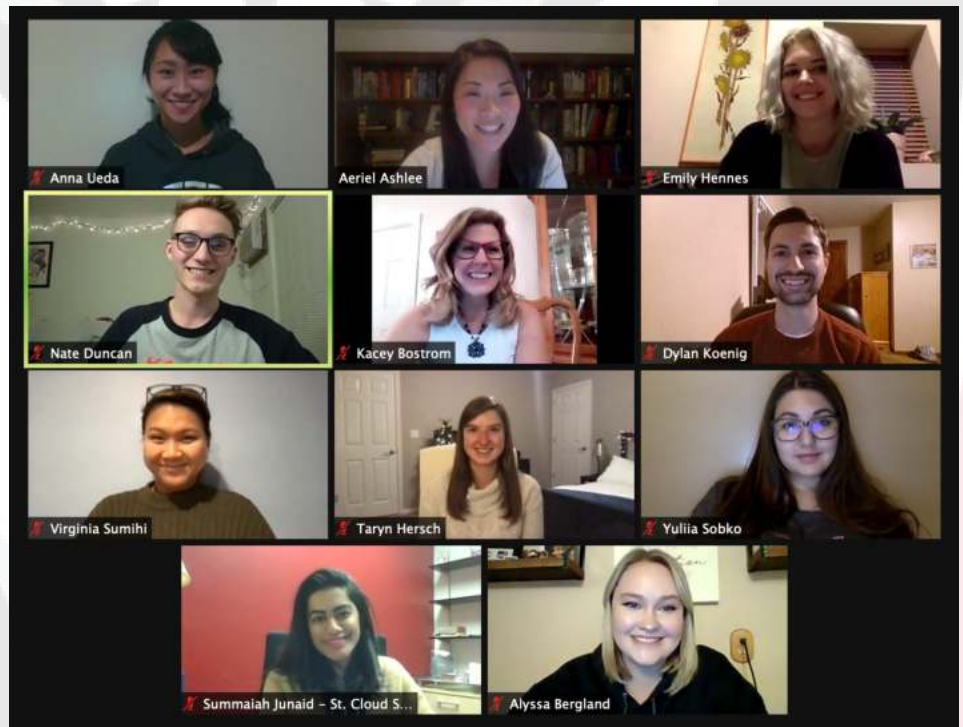 Anna Ueda
Aeriel Ashlee
Emily Hennes
Nate Duncan
Kacey Bostrom
Dylan Koenig
Virginia Sumihi
Taryn Hersch
Yuliia Sobko
Summaiah Junaid – St. Cloud S...
Alyssa Bergland